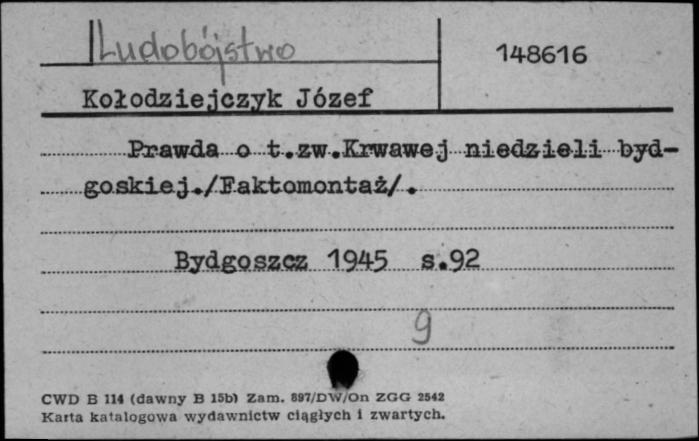 Ludobójstwo
148616
Kołodziejczyk Józef
Prawda o t.zw.Krwawej niedzieli byd-
goskiej./Faktomontaż/.
Bydgoszcz 1945 s.92
9
CWD B 114 (dawny B 15b) Zam. 897/DW/On ZGG 2542
Karta katalogowa wydawnictw ciągłych i zwartych.